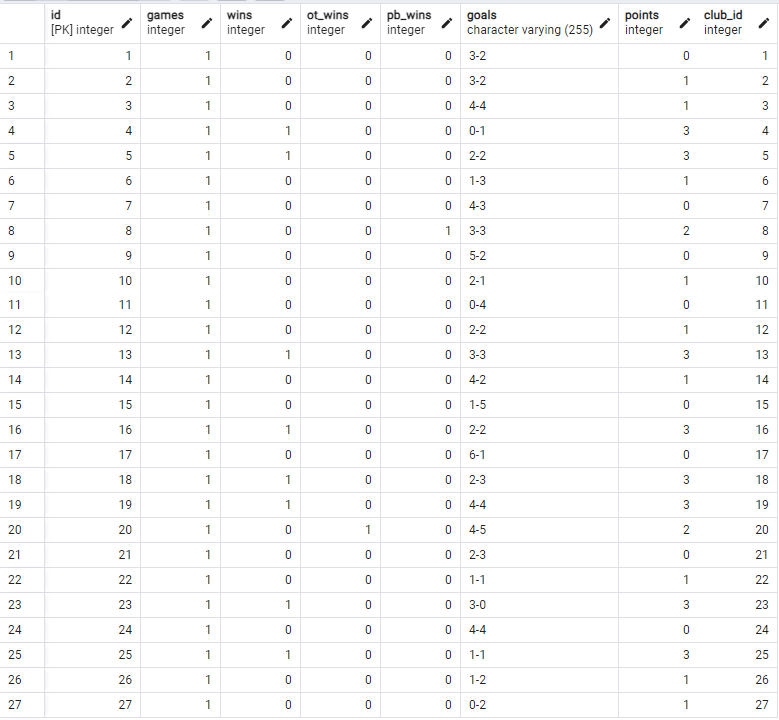 id games wins ot_wins pb_wins goals points club_id
[PK] integer integer integer integer integer character varying (255) integer integer
1 1 1 0 0 0 3-2 0 1
2 2 1 0 0 0 3-2 1 2
3 3 1 0 0 0 4-4 1 3
4 4 1 1 0 0 0-1 3 4
5 5 1 1 0 0 2-2 3 5
6 6 1 0 0 0 1-3 1 6
7 7 1 0 0 0 4-3 0 7
8 8 1 0 0 1 3-3 2 8
9 9 1 0 0 0 5-2 0 9
10 10 1 0 0 0 2-1 1 10
11 11 1 0 0 0 0-4 0 11
12 12 1 0 0 0 2-2 1 12
13 13 1 1 0 0 3-3 3 13
14 14 1 0 0 0 4-2 1 14
15 15 1 0 0 0 1-5 0 15
16 16 1 1 0 0 2-2 3 16
17 17 1 0 0 0 6-1 0 17
18 18 1 1 0 0 2-3 3 18
19 19 1 1 0 0 4-4 3 19
20 20 1 0 1 0 4-5 2 20
21 21 1 0 0 0 2-3 0 21
22 22 1 0 0 0 1-1 1 22
23 23 1 1 0 0 3-0 3 23
24 24 1 0 0 0 4-4 0 24
25 25 1 1 0 0 1-1 3 25
26 26 1 0 0 0 1-2 1 26
27 27 1 0 0 0 0-2 1 27